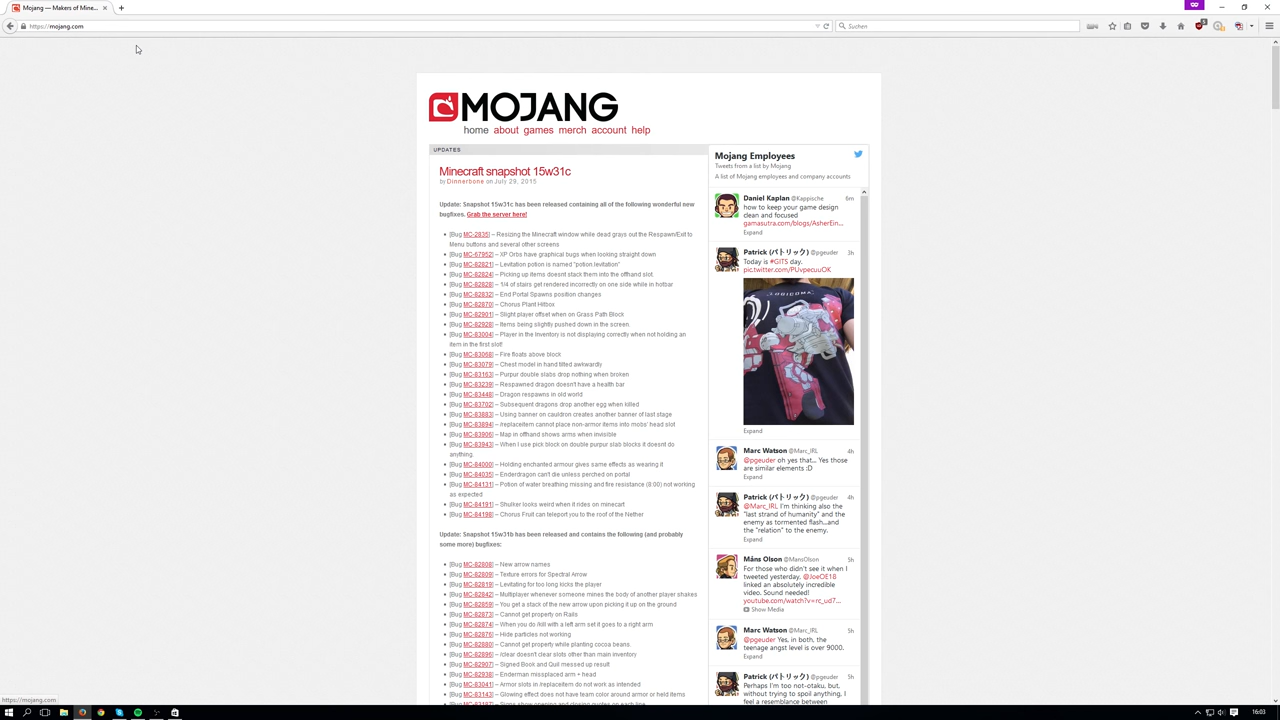 Mojang — Makers of Mine...
https://mojang.com
Suchen
MOJANG
home about games merch account help
UPDATES
Minecraft snapshot 15w31c
by Dinnerbone on July 29, 2015
Update: Snapshot 15w31c has been released containing all of the following wonderful new
bugfixes. Grab the server here!
[Bug MC-2835] – Resizing the Minecraft window while dead grays out the Respawn/Exit to
Menu buttons and several other screens
[Bug MC-67952] – XP Orbs have graphical bugs when looking straight down
[Bug MC-82821] – Levitation potion is named "potion.levitation"
[Bug MC-82824] – Picking up items doesnt stack them into the offhand slot.
[Bug MC-82828] – 1/4 of stairs get rendered incorrectly on one side while in hotbar
[Bug MC-82832] – End Portal Spawns position changes
[Bug MC-82870] – Chorus Plant Hitbox
[Bug MC-82901] – Slight player offset when on Grass Path Block
[Bug MC-82928] – Items being slightly pushed down in the screen.
[Bug MC-83004] – Player in the Inventory is not displaying correctly when not holding an
item in the first slot!
[Bug MC-83068] – Fire floats above block
[Bug MC-83079] – Chest model in hand tilted awkwardly
[Bug MC-83163] – Purpur double slabs drop nothing when broken
[Bug MC-83239] – Respawned dragon doesn't have a health bar
[Bug MC-83448] – Dragon respawns in old world
[Bug MC-83702] – Subsequent dragons drop another egg when killed
[Bug MC-83883] – Using banner on cauldron creates another banner of last stage
[Bug MC-83894] – /replaceitem cannot place non-armor items into mobs' head slot
[Bug MC-83906] – Map in offhand shows arms when invisible
[Bug MC-83943] – When I use pick block on double purpur slab blocks it doesnt do
anything.
[Bug MC-84000] – Holding enchanted armour gives same effects as wearing it
[Bug MC-84035] – Enderdragon can't die unless perched on portal
[Bug MC-84131] – Potion of water breathing missing and fire resistance (8:00) not working
as expected
[Bug MC-84191] – Shulker looks weird when it rides on minecart
[Bug MC-84198] – Chorus Fruit can teleport you to the roof of the Nether
Update: Snapshot 15w31b has been released and contains the following (and probably
some more) bugfixes:
[Bug MC-82808] – New arrow names
[Bug MC-82809] – Texture errors for Spectral Arrow
[Bug MC-82819] – Levitating for too long kicks the player
[Bug MC-82842] – Multiplayer whenever someone mines the body of another player shakes
[Bug MC-82859] – You get a stack of the new arrow upon picking it up on the ground
[Bug MC-82873] – Cannot get property on Rails
[Bug MC-82874] – When you do /kill with a left arm set it goes to a right arm
[Bug MC-82876] – Hide particles not working
[Bug MC-82880] – Cannot get property while planting cocoa beans.
[Bug MC-82896] – /clear doesn't clear slots other than main inventory
[Bug MC-82907] – Signed Book and Quil messed up result
[Bug MC-82938] – Enderman missplaced arm + head
[Bug MC-83041] – Armor slots in /replaceitem do not work as intended
[Bug MC-83143] – Glowing effect does not have team color around armor or held items
[Bug MC-83187] – Signs show opening and closing quotes on each line
Mojang Employees
Tweets from a list by Mojang
A list of Mojang employees and company accounts
Daniel Kaplan @Kappische 6m
how to keep your game design
clean and focused
gamasutra.com/blogs/AsherEin...
Expand
Patrick (パトリック) @pgeuder 3h
Today is #GITS day.
pic.twitter.com/PUvpecuuOK
LOGICOMA
Expand
Marc Watson @Marc_IRL 4h
@pgeuder oh yes that... Yes those
are similar elements :D
Expand
Patrick (パトリック) @pgeuder 4h
@Marc_IRL I'm thinking also the
"last strand of humanity" and the
enemy as tormented flash...and
the "relation" to the enemy.
Expand
Måns Olson @MansOlson 5h
For those who didn't see it when I
tweeted yesterday, @JoeOE18
linked an absolutely incredible
video. Sound needed!
youtube.com/watch?v=rc_ud7...
Show Media
Marc Watson @Marc_IRL 5h
@pgeuder Yes, in both, the
teenage angst level is over 9000.
Expand
Patrick (パトリック) @pgeuder 5h
Perhaps I'm too not-otaku, but,
without trying to spoil anything, I
feel a resemblance between
https://mojang.com
16:03